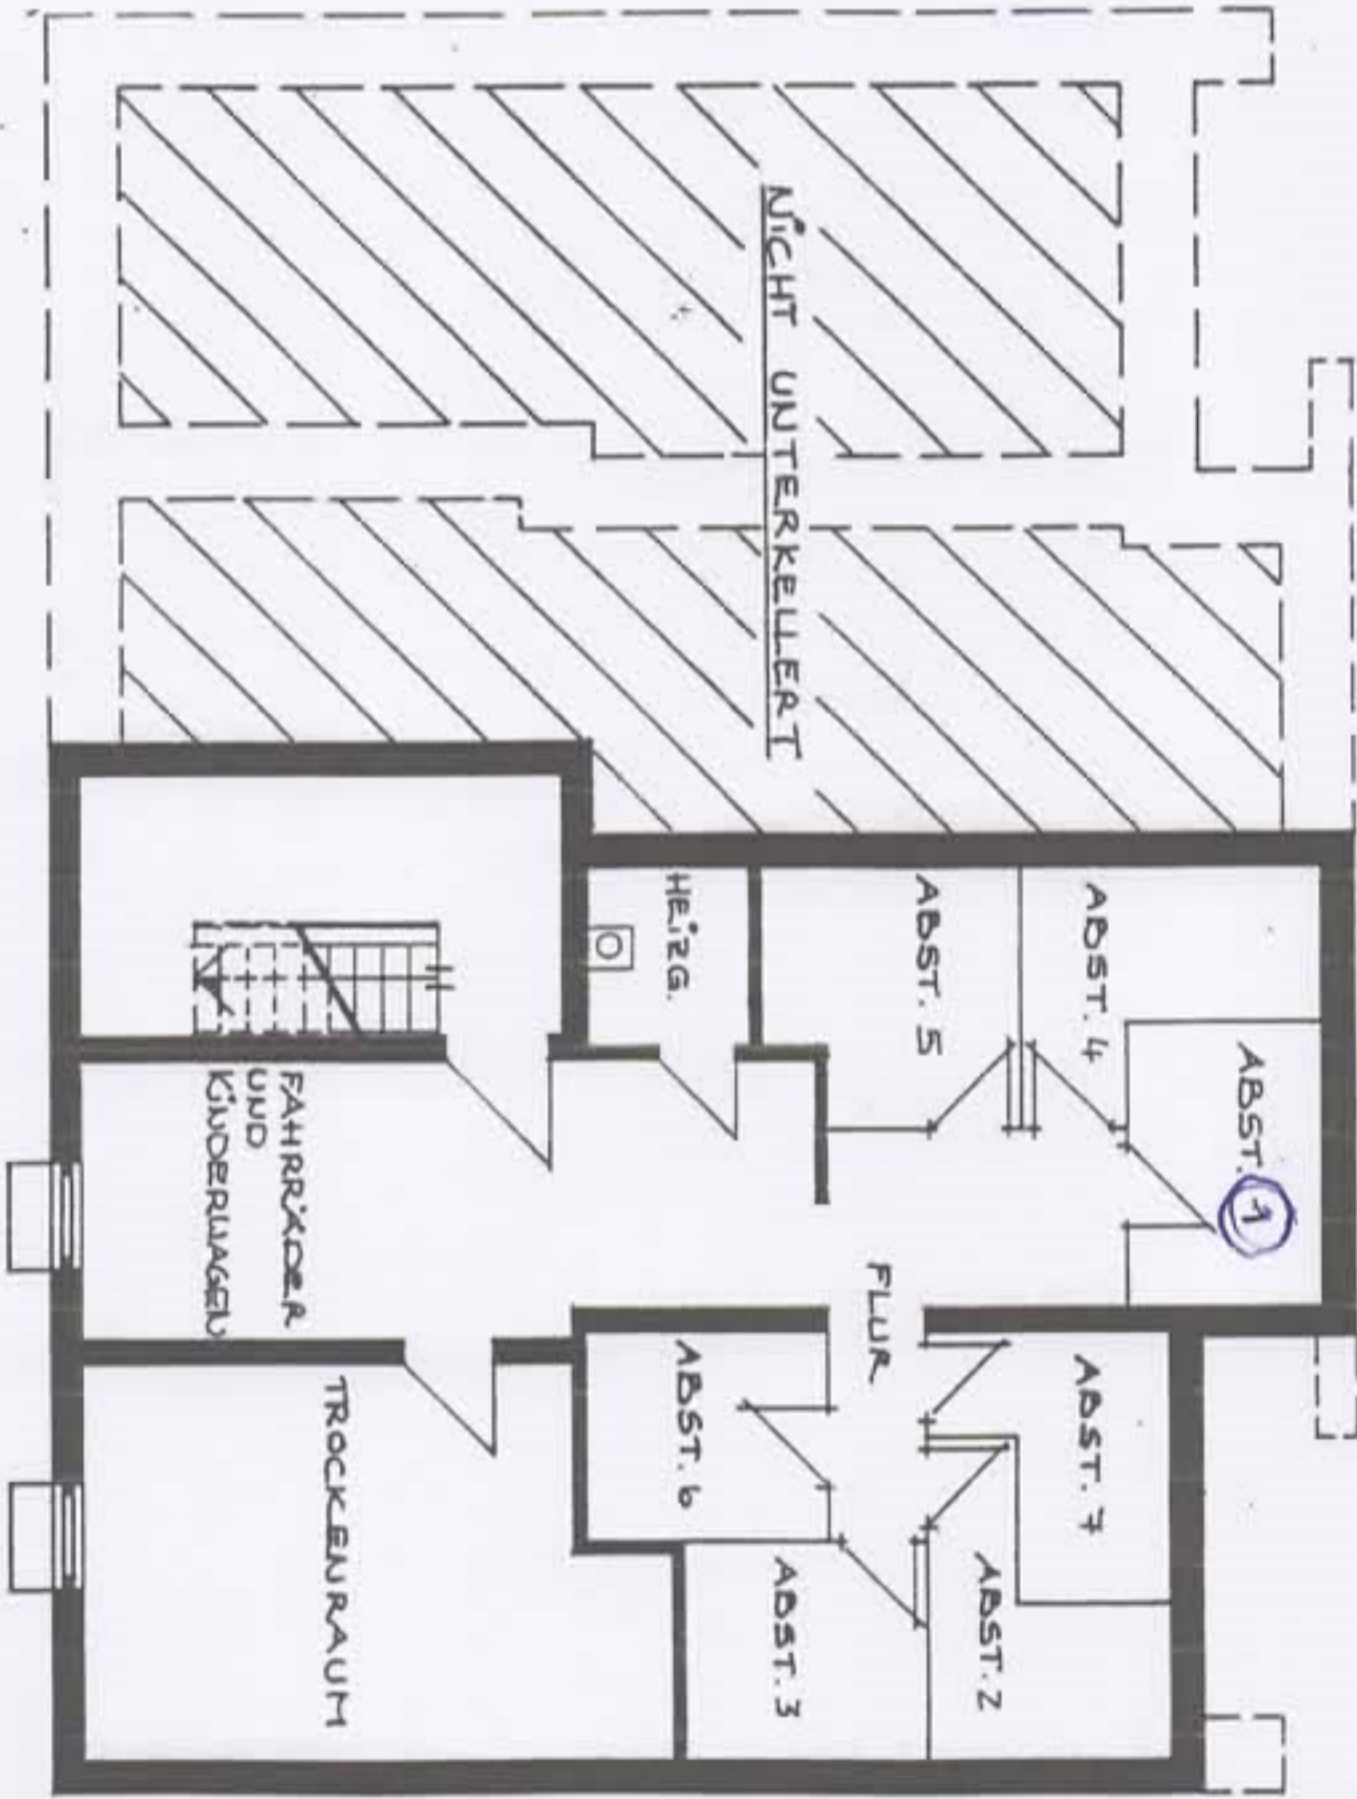 NICHT UNTERKELLERT
HEIZG.
ABST. 5
ABST. 4
ABST. 1
FAHRRÄDER
UND
KINDERWAGEN
FLUR
ABST. 6
ABST. 7
TROCKENRAUM
ABST. 3
ABST. 2